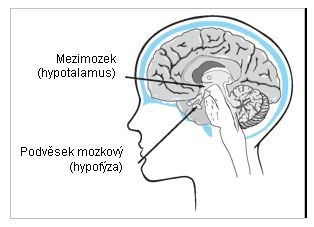 Mezimozek
(hypotalamus)
Podvěsek mozkový
(hypofýza)